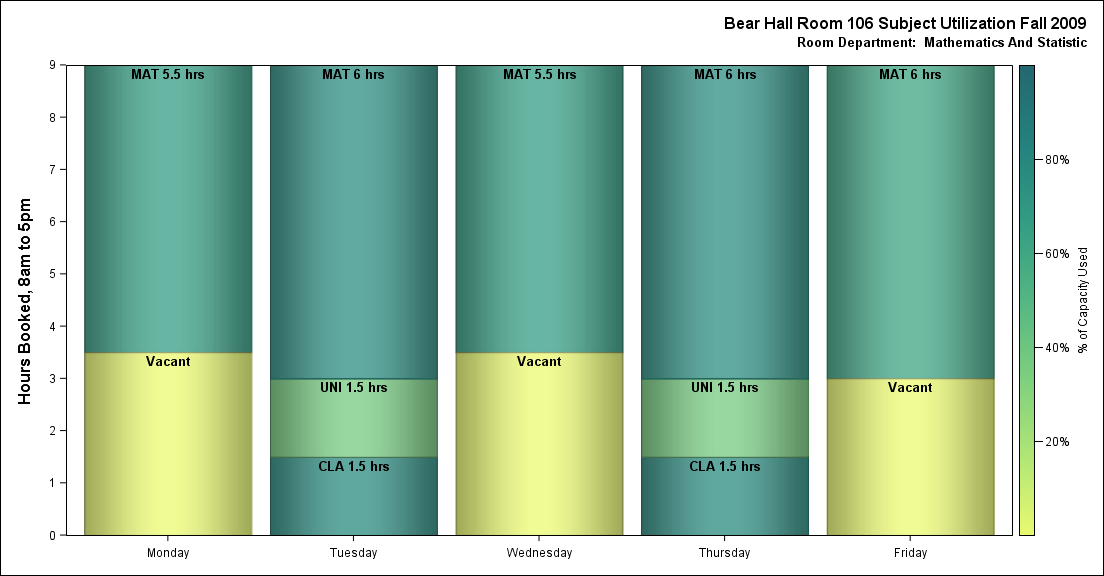 Bear Hall Room 106 Subject Utilization Fall 2009
Room Department:  Mathematics And Statistic
Hours Booked, 8am to 5pm
9
8
7
6
5
4
3
2
1
0
MAT 5.5 hrs
Vacant
MAT 6 hrs
UNI 1.5 hrs
CLA 1.5 hrs
MAT 5.5 hrs
Vacant
MAT 6 hrs
UNI 1.5 hrs
CLA 1.5 hrs
MAT 6 hrs
Vacant
Monday
Tuesday
Wednesday
Thursday
Friday
80%
60%
40%
20%
% of Capacity Used